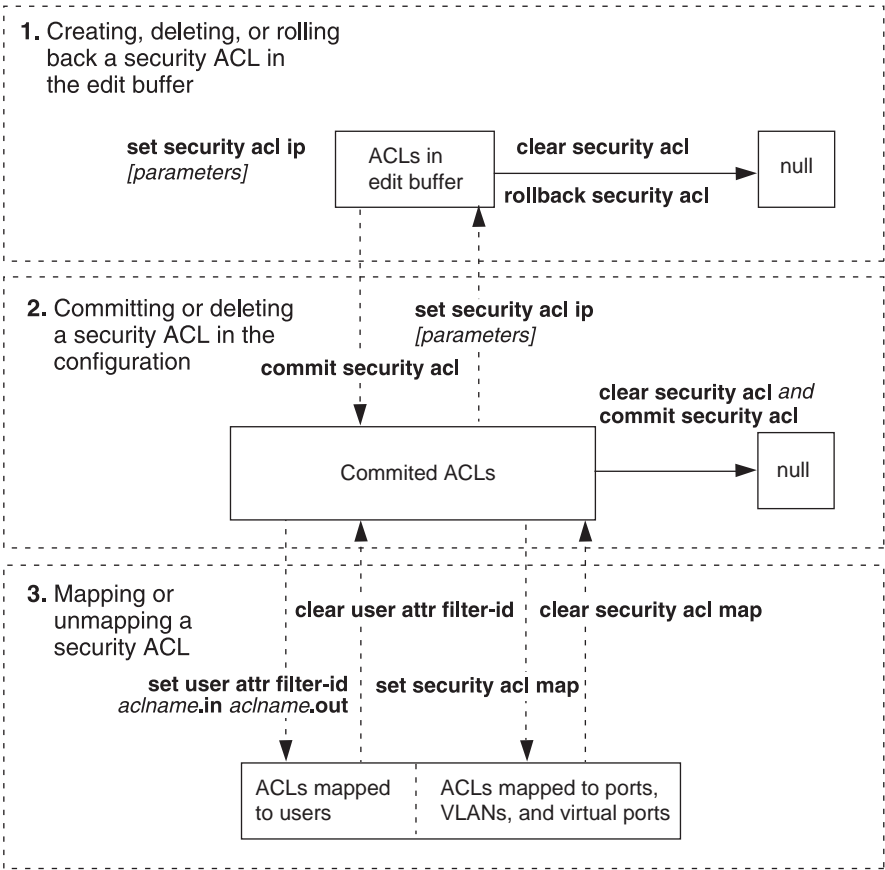 1. Creating, deleting, or rolling
back a security ACL in
the edit buffer
set security acl ip
[parameters]
ACLs in
edit buffer
clear security acl
rollback security acl
null
2. Committing or deleting
a security ACL in the
configuration
set security acl ip
[parameters]
commit security acl
clear security acl and
commit security acl
Commited ACLs
null
3. Mapping or
unmapping a
security ACL
clear user attr filter-id
clear security acl map
set user attr filter-id
aclname.in aclname.out
set security acl map
ACLs mapped
to users
ACLs mapped to ports,
VLANs, and virtual ports